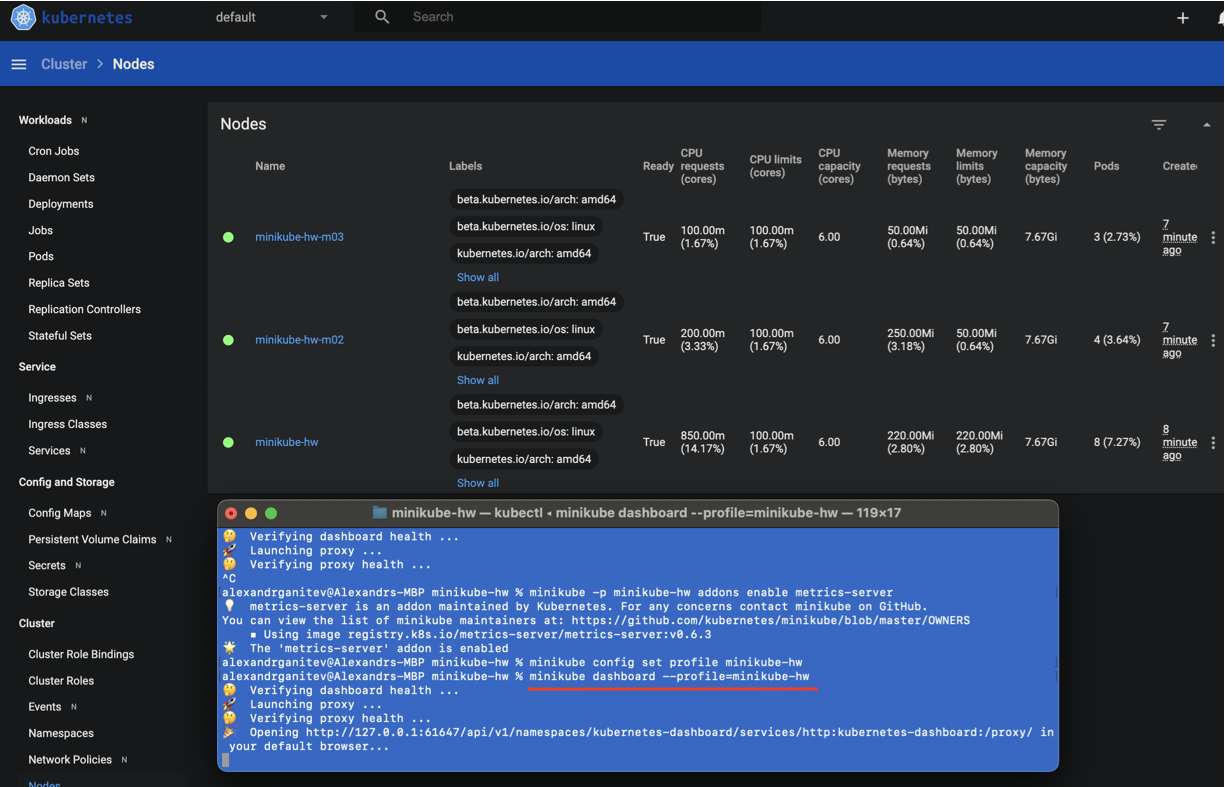 kubernetes
default
Search
Cluster > Nodes
Workloads N
Cron Jobs
Daemon Sets
Deployments
Jobs
Pods
Replica Sets
Replication Controllers
Stateful Sets
Service
Ingresses N
Ingress Classes
Services N
Config and Storage
Config Maps N
Persistent Volume Claims N
Secrets N
Storage Classes
Cluster
Cluster Role Bindings
Cluster Roles
Events N
Namespaces
Network Policies N
Nodes
Nodes
Name
Labels
Ready
CPU
requests
(cores)
CPU limits
(cores)
CPU
capacity
(cores)
Memory
requests
(bytes)
Memory
limits
(bytes)
Memory
capacity
(bytes)
Pods
Create
minikube-hw-m03
beta.kubernetes.io/arch: amd64
beta.kubernetes.io/os: linux
kubernetes.io/arch: amd64
Show all
True
100.00m
(1.67%)
100.00m
(1.67%)
6.00
50.00Mi
(0.64%)
50.00Mi
(0.64%)
7.67Gi
3 (2.73%)
7
minute
ago
minikube-hw-m02
beta.kubernetes.io/arch: amd64
beta.kubernetes.io/os: linux
kubernetes.io/arch: amd64
Show all
True
200.00m
(3.33%)
100.00m
(1.67%)
6.00
250.00Mi
(3.18%)
50.00Mi
(0.64%)
7.67Gi
4 (3.64%)
7
minute
ago
minikube-hw
beta.kubernetes.io/arch: amd64
beta.kubernetes.io/os: linux
kubernetes.io/arch: amd64
Show all
True
850.00m
(14.17%)
100.00m
(1.67%)
6.00
220.00Mi
(2.80%)
220.00Mi
(2.80%)
7.67Gi
8 (7.27%)
8
minute
ago
minikube-hw — kubectl ◂ minikube dashboard --profile=minikube-hw — 119×17
🤔 Verifying dashboard health ...
🚀 Launching proxy ...
🤔 Verifying proxy health ...
^C
alexandrganitev@Alexandrs-MBP minikube-hw % minikube -p minikube-hw addons enable metrics-server
💡 metrics-server is an addon maintained by Kubernetes. For any concerns contact minikube on GitHub.
You can view the list of minikube maintainers at: https://github.com/kubernetes/minikube/blob/master/OWNERS
▪ Using image registry.k8s.io/metrics-server/metrics-server:v0.6.3
🌟 The 'metrics-server' addon is enabled
alexandrganitev@Alexandrs-MBP minikube-hw % minikube config set profile minikube-hw
alexandrganitev@Alexandrs-MBP minikube-hw % minikube dashboard --profile=minikube-hw
🤔 Verifying dashboard health ...
🚀 Launching proxy ...
🤔 Verifying proxy health ...
🎉 Opening http://127.0.0.1:61647/api/v1/namespaces/kubernetes-dashboard/services/http:kubernetes-dashboard:/proxy/ in
your default browser...